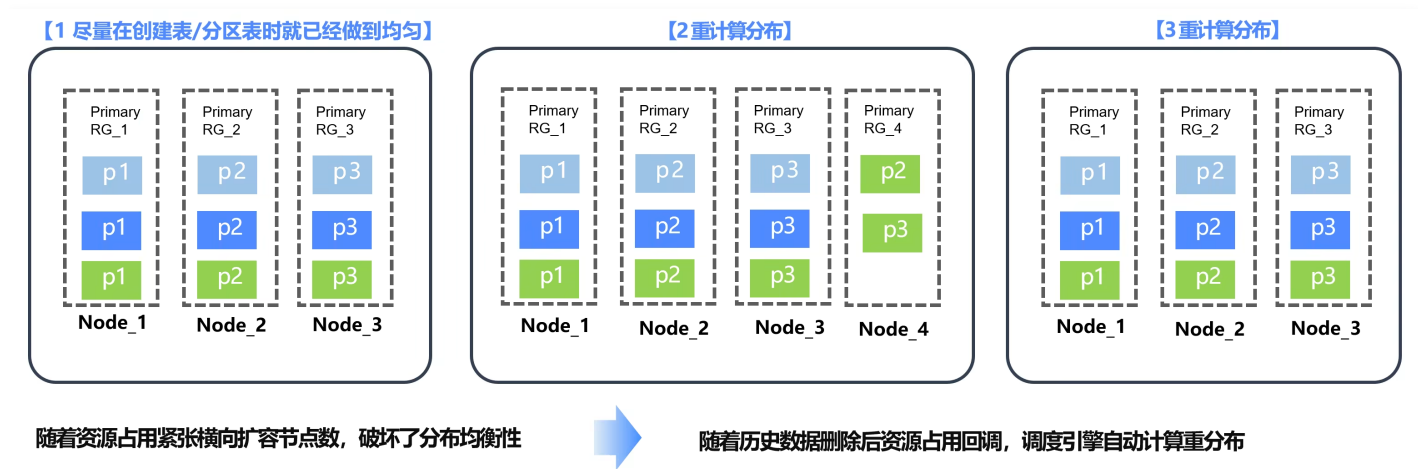 【1 尽量在创建表/分区表时就已经做到均匀】
Primary
RG_1
p1
p1
p1
Node_1
Primary
RG_2
p2
p2
p2
Node_2
Primary
RG_3
p3
p3
p3
Node_3
【2重计算分布】
Primary
RG_1
p1
p1
p1
Node_1
Primary
RG_2
p2
p2
p2
Node_2
Primary
RG_3
p3
p3
p3
Node_3
Primary
RG_4
p2
p3
Node_4
【3重计算分布】
Primary
RG_1
p1
p1
p1
Node_1
Primary
RG_2
p2
p2
p2
Node_2
Primary
RG_3
p3
p3
p3
Node_3
随着资源占用紧张横向扩容节点数，破坏了分布均衡性
随着历史数据删除后资源占用回调，调度引擎自动计算重分布